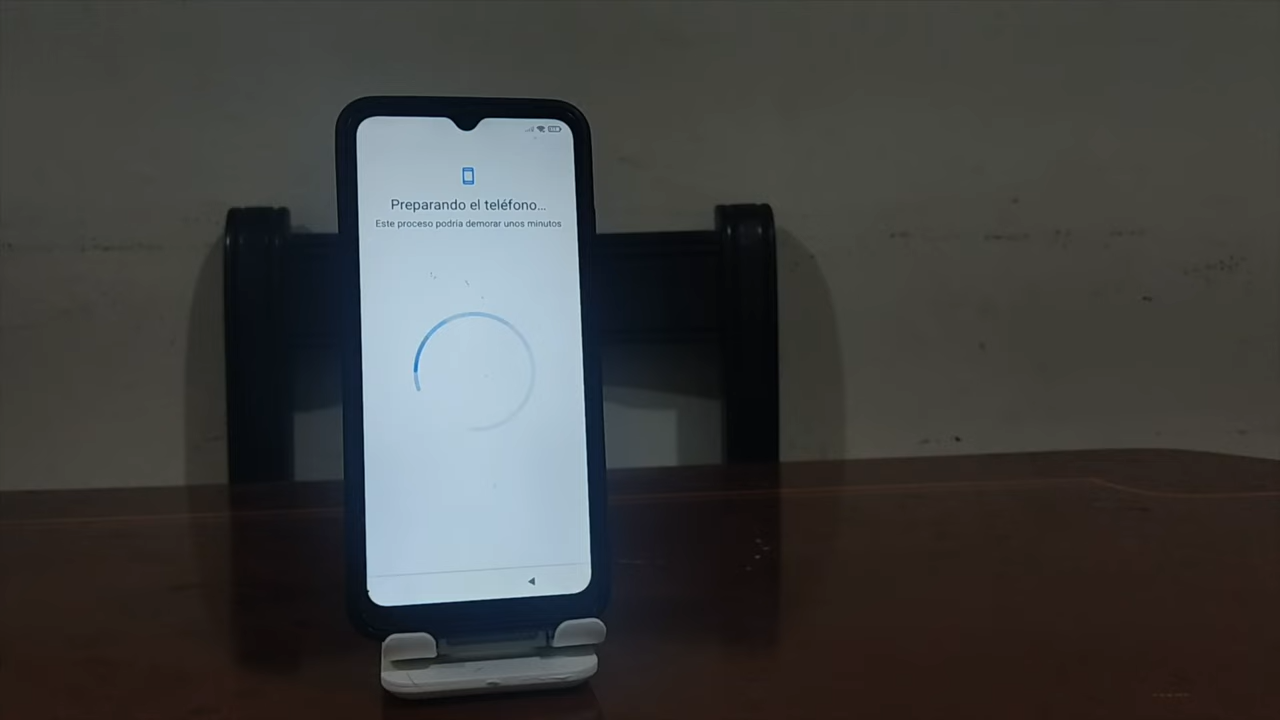 Preparando el teléfono...
Este proceso podría demorar unos minutos